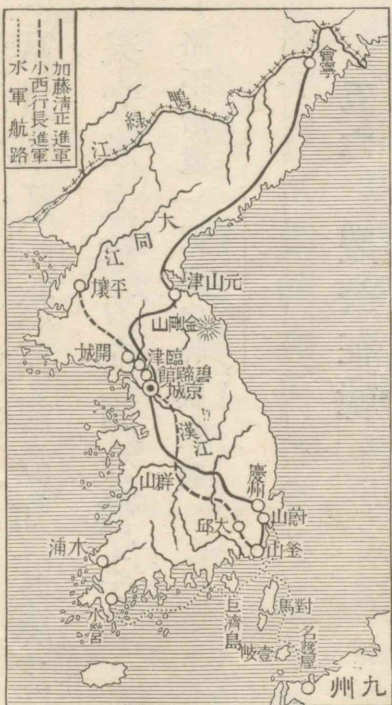 加藤淸正進軍
小西行長進軍
水軍航路
會寧
鴨綠江
大同江
平壤
元山津
金剛山
開城
臨津
碧蹄館
京城
漢江
群山
慶州
蔚山
大邱
釜山
木浦
水營
巨濟島
對馬
壹岐
名護屋
九州